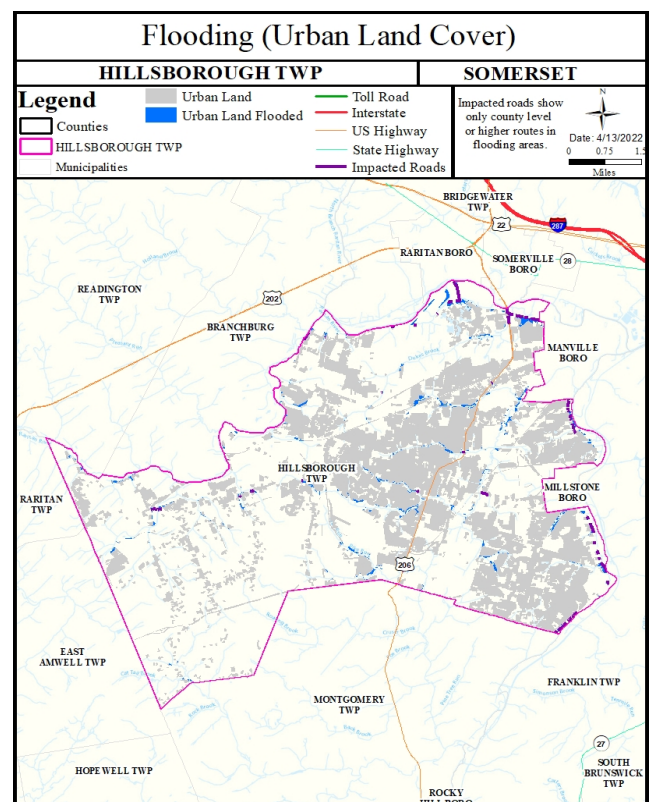 Flooding (Urban Land Cover)
HILLSBOROUGH TWP
SOMERSET
Legend
Counties
HILLSBOROUGH TWP
Municipalities
Urban Land
Urban Land Flooded
Toll Road
Interstate
US Highway
State Highway
Impacted Roads
Impacted roads show
only county level
or higher routes in
flooding areas.
N
Date: 4/13/2022
0 0.75 1.5
Miles
BRIDGEWATER
TWP
22
287
RARITAN BORO
SOMERVILLE
BORO
28
READINGTON
TWP
202
BRANCHBURG
TWP
MANVILLE
BORO
HILLSBOROUGH
TWP
MILLSTONE
BORO
RARITAN
TWP
206
EAST
AMWELL TWP
FRANKLIN TWP
MONTGOMERY
TWP
27
SOUTH
BRUNSWICK
TWP
HOPEWELL TWP
ROCKY